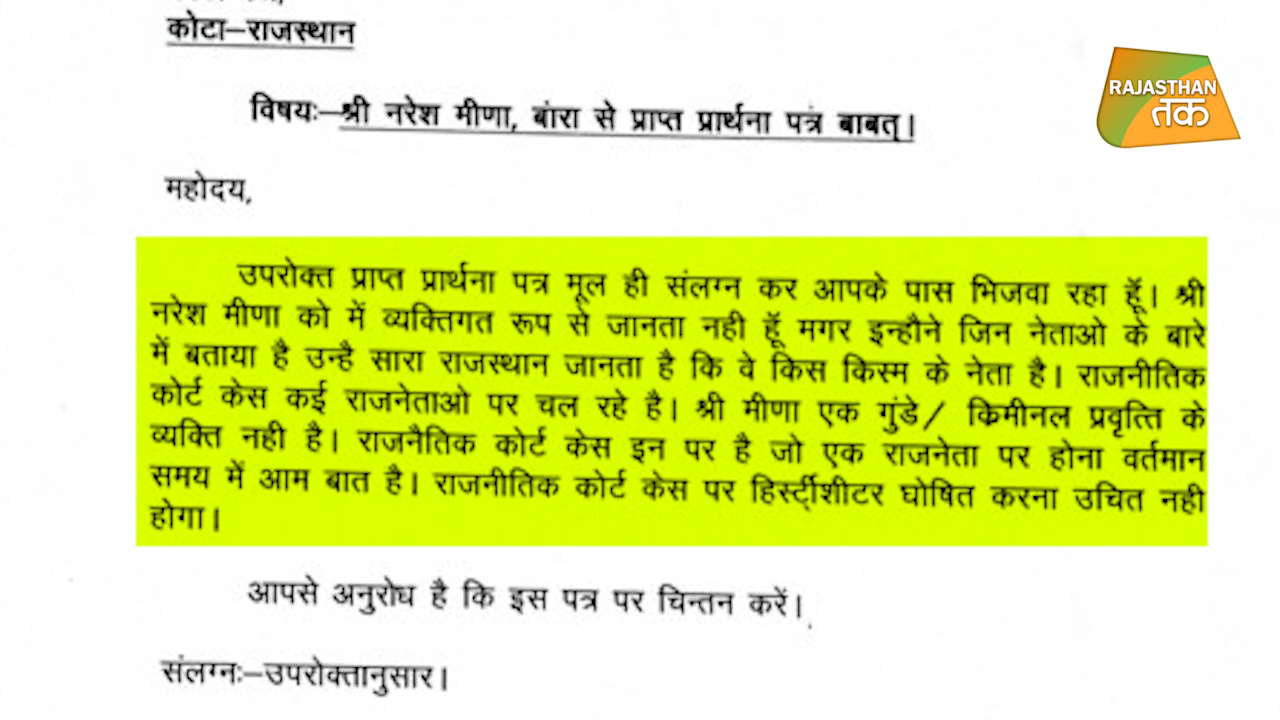 कोटा–राजस्थान
RAJASTHAN
तक
विषयः–श्री नरेश मीणा, बांरा से प्राप्त प्रार्थना पत्रं बाबत्।
महोदय,
उपरोक्त प्राप्त प्रार्थना पत्र मूल ही संलग्न कर आपके पास भिजवा रहा हूॅं। श्री
नरेश मीणा को में व्यक्तिगत रूप से जानता नही हूॅं मगर इन्हौने जिन नेताओ के बारे
में बताया है उन्है सारा राजस्थान जानता है कि वे किस किस्म के नेता है। राजनीतिक
कोर्ट केस कई राजनेताओ पर चल रहे है। श्री मीणा एक गुंडे/ क्रिमीनल प्रवृत्ति के
व्यक्ति नही है। राजनैतिक कोर्ट केस इन पर है जो एक राजनेता पर होना वर्तमान
समय में आम बात है। राजनीतिक कोर्ट केस पर हिर्स्ट्रीशीटर घोषित करना उचित नही
होगा।
आपसे अनुरोध है कि इस पत्र पर चिन्तन करें।
संलग्नः–उपरोक्तानुसार।